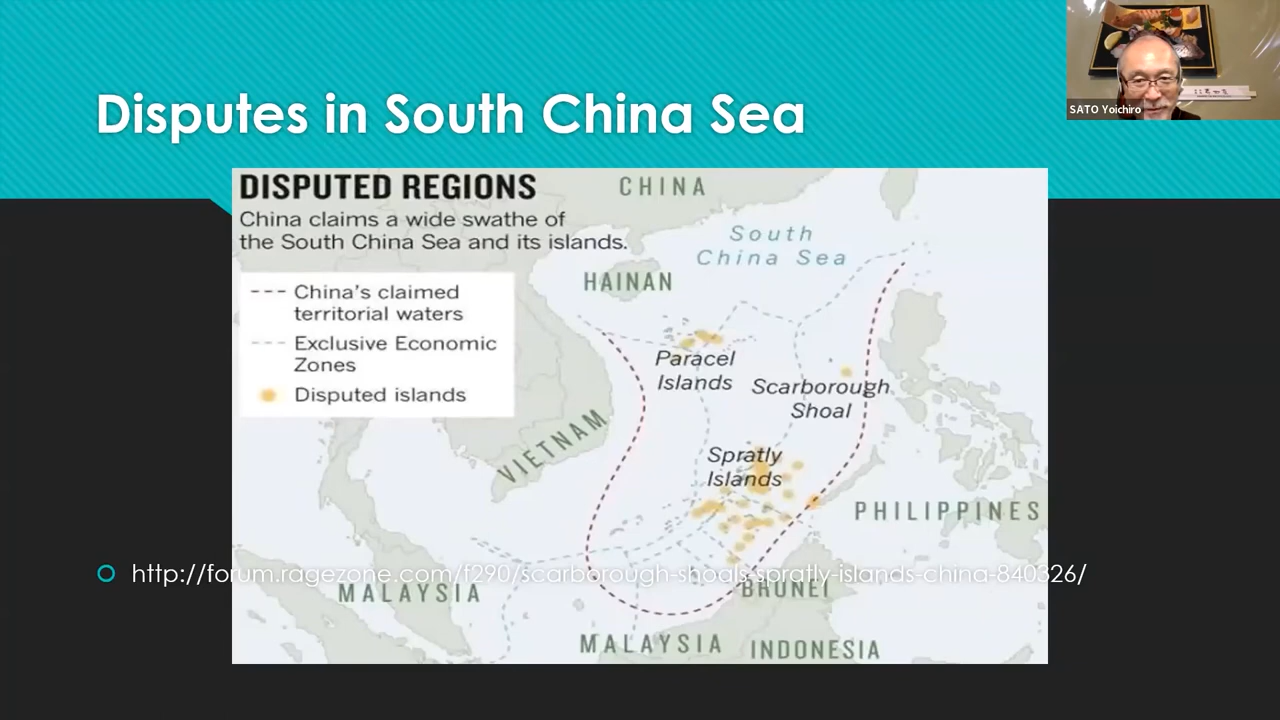 Disputes in South China Sea
SATO Yoichiro
DISPUTED REGIONS
China claims a wide swathe of
the South China Sea and its islands.
China's claimed
territorial waters
Exclusive Economic
Zones
Disputed islands
CHINA
South
China Sea
HAINAN
Paracel
Islands
Scarborough
Shoal
VIETNAM
Spratly
Islands
PHILIPPINES
http://forum.ragezone.com/f290/scarborough-shoals-spratly-islands-china-840326/
MALAYSIA
BRUNEI
MALAYSIA
INDONESIA